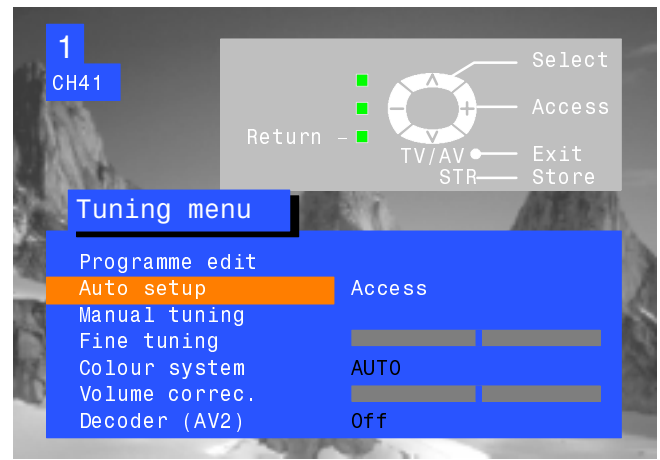 1
CH41
Select
Access
Return
TV/AV Exit
STR Store
Tuning menu
Programme edit
Auto setup Access
Manual tuning
Fine tuning
Colour system AUTO
Volume correc.
Decoder (AV2) Off